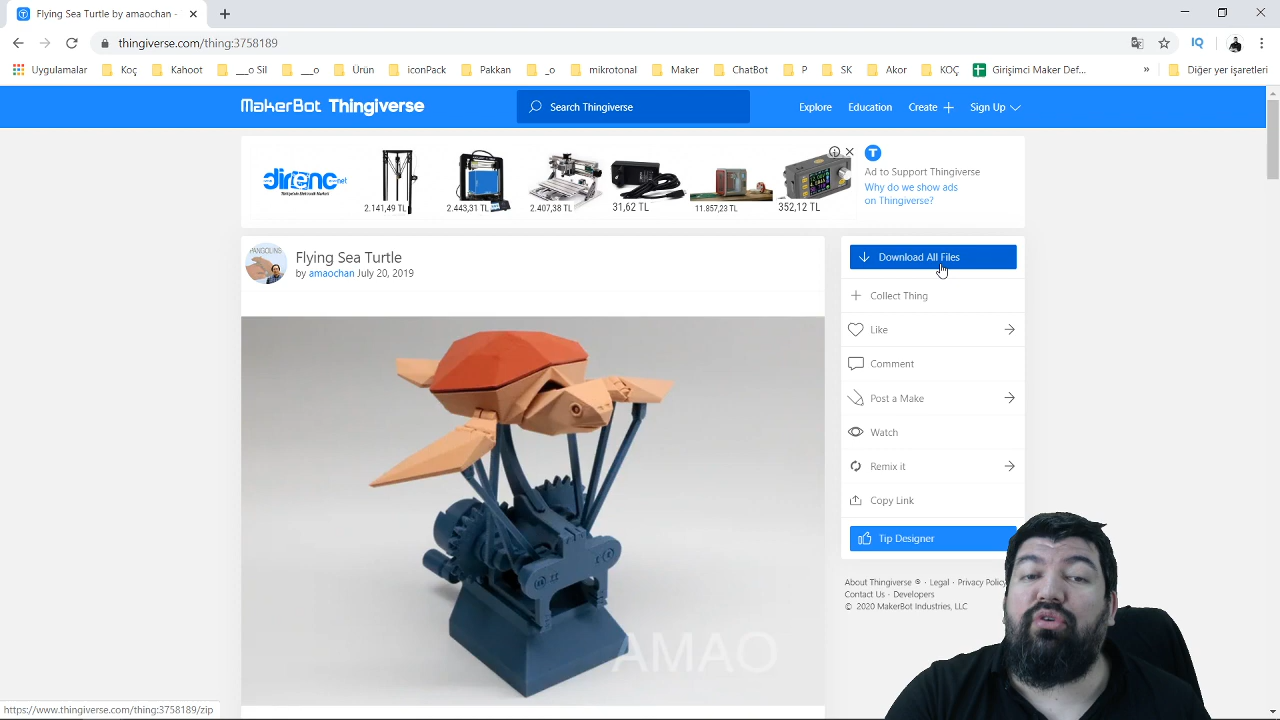 Flying Sea Turtle by amaochan -
thingiverse.com/thing:3758189
Uygulamalar Koç Kahoot __o Sil __o Ürün iconPack Pakkan _o mikrotonal Maker ChatBot P SK Akor KOÇ Girişimci Maker Def... » Diğer yer işaretleri
MakerBot Thingiverse
Search Thingiverse
Explore Education Create Sign Up
direnc.net
2.141,49 TL 2.443,31 TL 2.407,38 TL 31,62 TL 11.857,23 TL 352,12 TL
Ad to Support Thingiverse
Why do we show ads
on Thingiverse?
PANGOLINS
Flying Sea Turtle
by amaochan July 20, 2019
Download All Files
Collect Thing
Like
Comment
Post a Make
Watch
Remix it
Copy Link
Tip Designer
About Thingiverse ® · Legal · Privacy Policy
Contact Us · Developers
© 2020 MakerBot Industries, LLC
AMAO
https://www.thingiverse.com/thing:3758189/zip